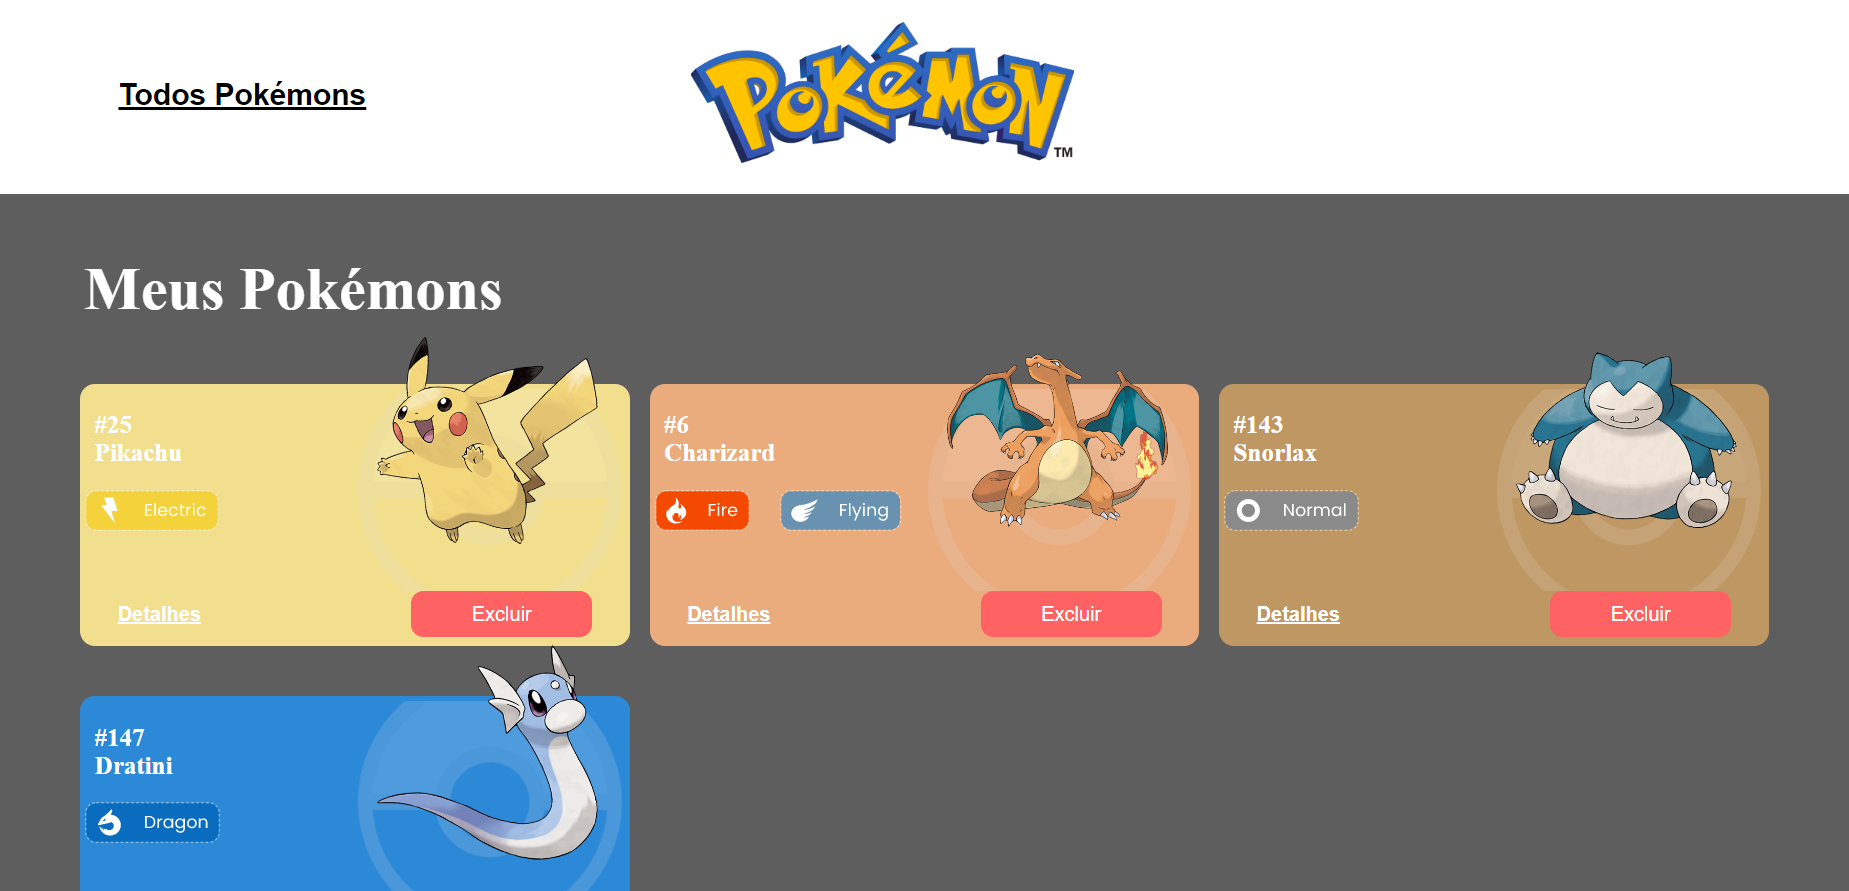 Todos Pokémons
POKéMON
TM
Meus Pokémons
#25
Pikachu
Electric
Detalhes
Excluir
#6
Charizard
Fire
Flying
Detalhes
Excluir
#143
Snorlax
Normal
Detalhes
Excluir
#147
Dratini
Dragon